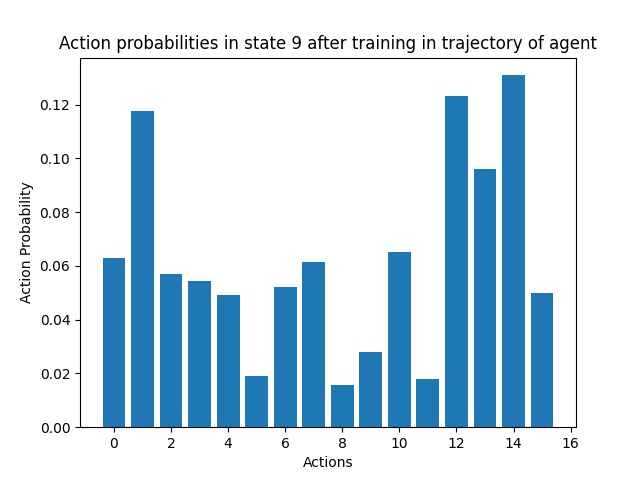 Action probabilities in state 9 after training in trajectory of agent
Action Probability
0.12
0.10
0.08
0.06
0.04
0.02
0.00
0 2 4 6 8 10 12 14 16
Actions